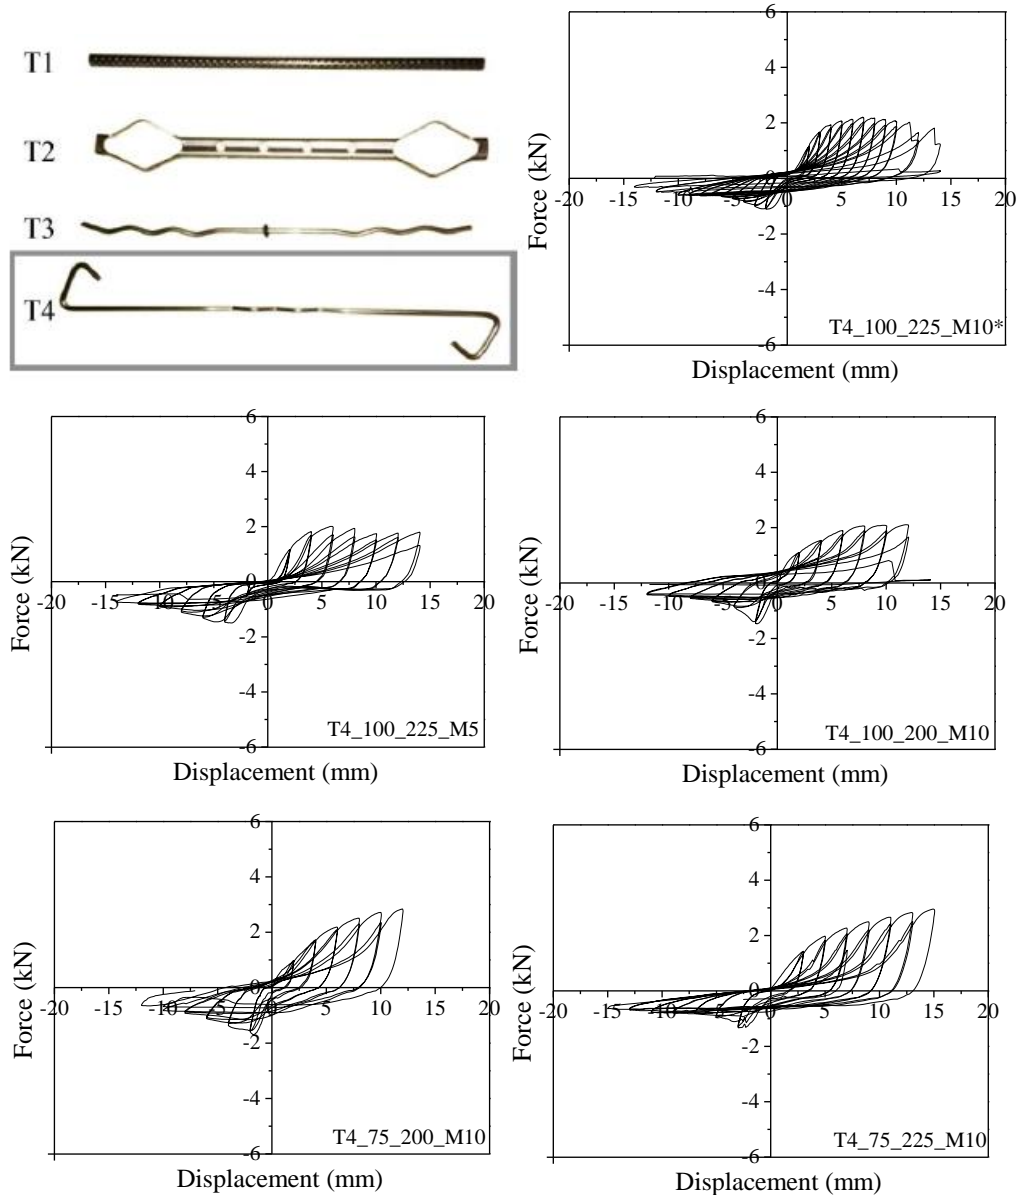 T1
T2
T3
T4
6
4
2
0
-2
-4
-6
-20 -15 -10 -5 0 5 10 15 20
Force (kN)
T4_100_225_M10*
Displacement (mm)
6
4
2
0
-2
-4
-6
-20 -15 -10 -5 0 5 10 15 20
Force (kN)
T4_100_225_M5
Displacement (mm)
6
4
2
0
-2
-4
-6
-20 -15 -10 -5 0 5 10 15 20
Force (kN)
T4_100_200_M10
Displacement (mm)
6
4
2
0
-2
-4
-6
-20 -15 -10 -5 0 5 10 15 20
Force (kN)
T4_75_200_M10
Displacement (mm)
6
4
2
0
-2
-4
-6
-20 -15 -10 -5 0 5 10 15 20
Force (kN)
T4_75_225_M10
Displacement (mm)